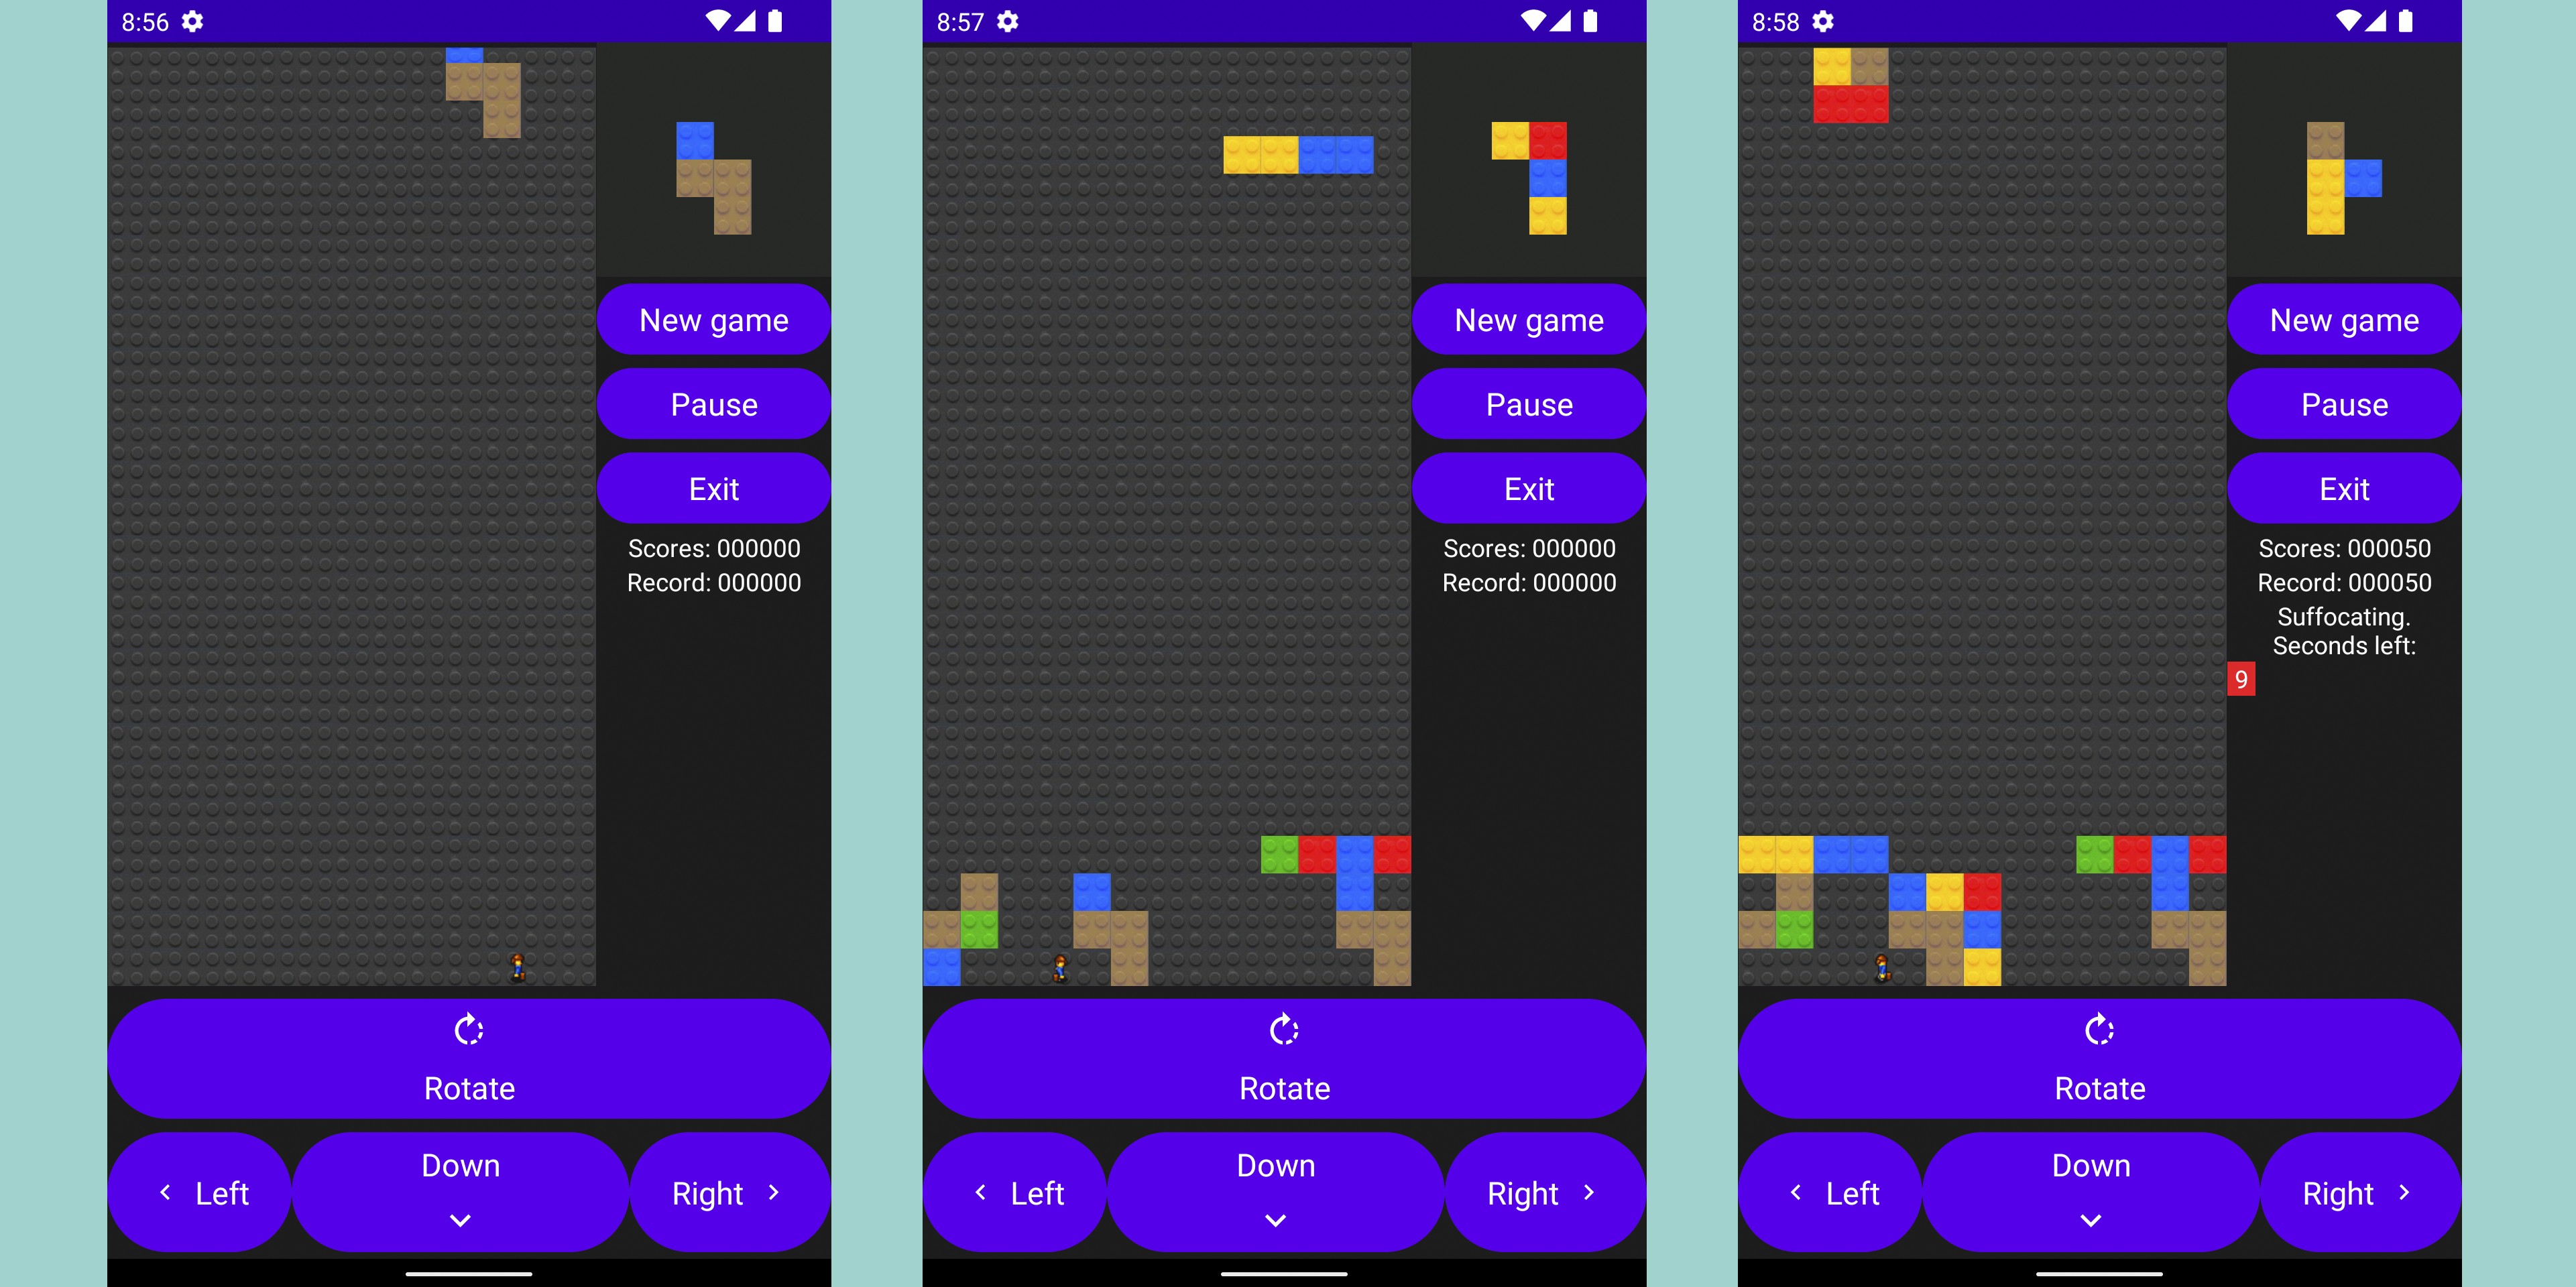 8:56
New game
Pause
Exit
Scores: 000000
Record: 000000
Rotate
Left
Down
Right
8:57
New game
Pause
Exit
Scores: 000000
Record: 000000
Rotate
Left
Down
Right
8:58
New game
Pause
Exit
Scores: 000050
Record: 000050
Suffocating.
Seconds left:
9
Rotate
Left
Down
Right